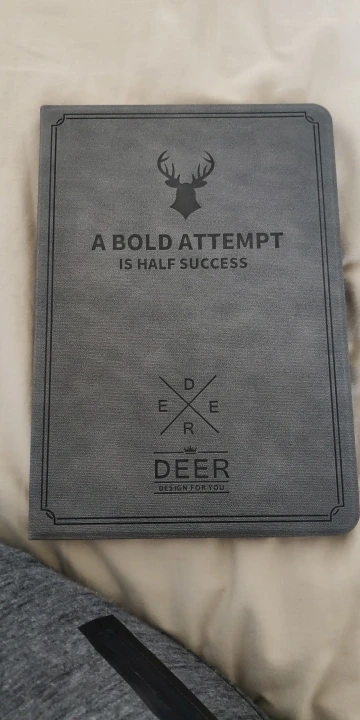 A BOLD ATTEMPT
IS HALF SUCCESS
D
E E
R
DEER
DESIGN FOR YOU